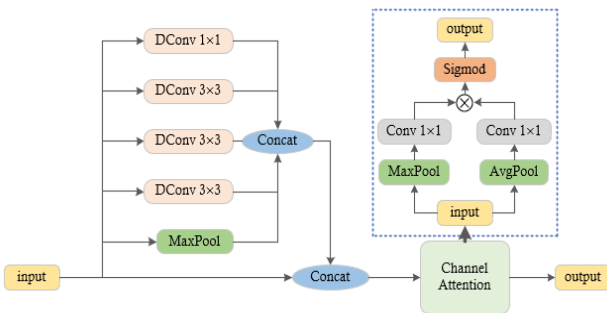 DConv 1×1
DConv 3×3
DConv 3×3
DConv 3×3
MaxPool
Concat
input
Concat
Channel
Attention
output
output
Sigmod
Conv 1×1
Conv 1×1
MaxPool
AvgPool
input